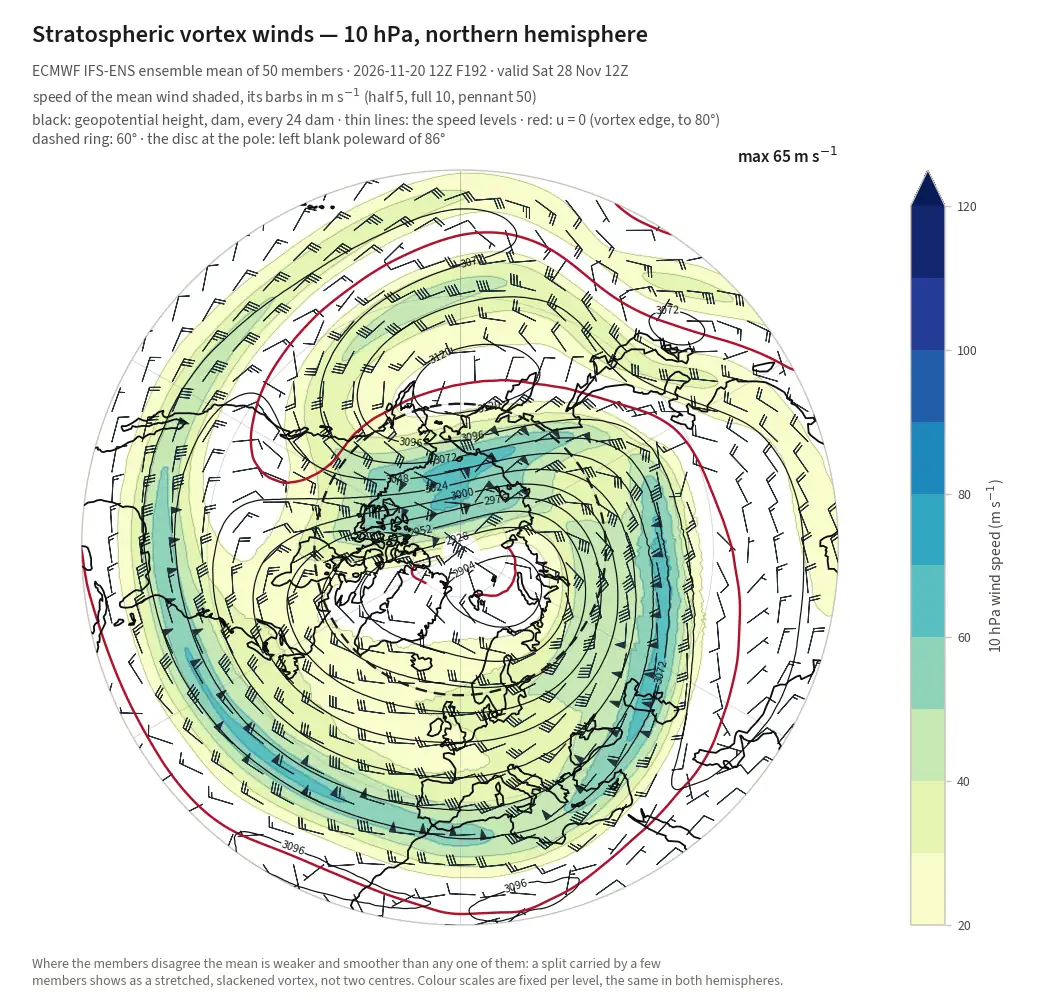 Stratospheric vortex winds — 10 hPa, northern hemisphere
ECMWF IFS-ENS ensemble mean of 50 members · 2026-11-20 12Z F192 · valid Sat 28 Nov 12Z
speed of the mean wind shaded, its barbs in m s⁻¹ (half 5, full 10, pennant 50)
black: geopotential height, dam, every 24 dam · thin lines: the speed levels · red: u = 0 (vortex edge, to 80°)
dashed ring: 60° · the disc at the pole: left blank poleward of 86°
max 65 m s⁻¹
120
100
80
60
40
20
10 hPa wind speed (m s⁻¹)
3072
3120
3096
3096
3072
3024
3000
2952
2928
2904
3072
3096
3096
Where the members disagree the mean is weaker and smoother than any one of them: a split carried by a few
members shows as a stretched, slackened vortex, not two centres. Colour scales are fixed per level, the same in both hemispheres.